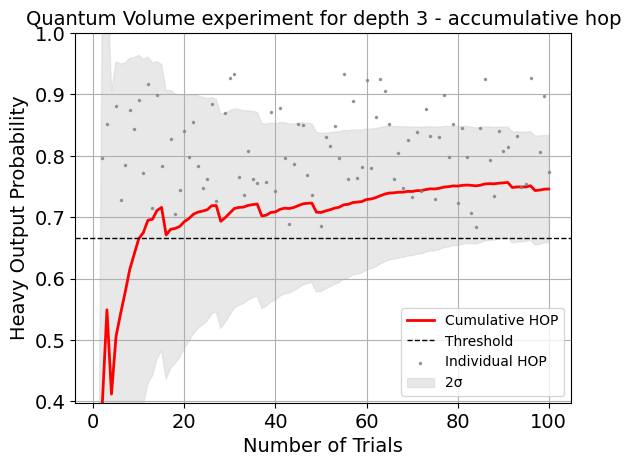 Quantum Volume experiment for depth 3 - accumulative hop
Heavy Output Probability
1.0
0.9
0.8
0.7
0.6
0.5
0.4
0
20
40
60
80
100
Number of Trials
Cumulative HOP
Threshold
Individual HOP
2σ